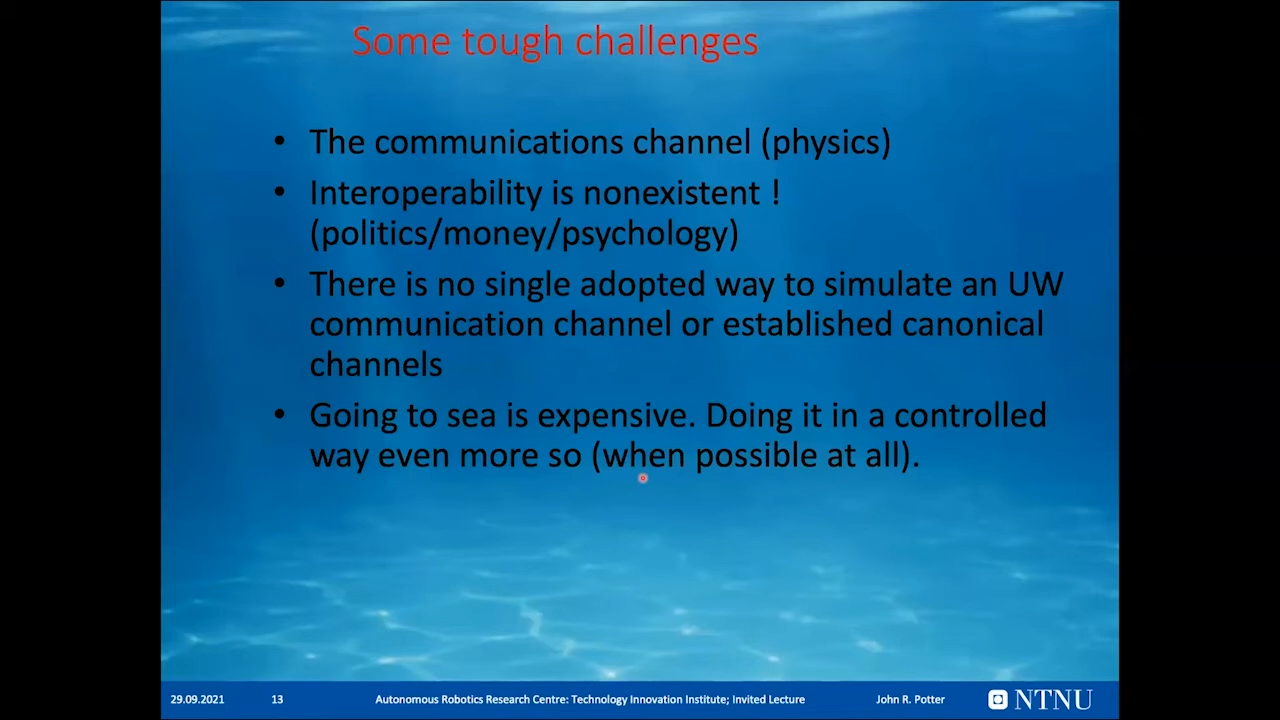 Some tough challenges
• The communications channel (physics)
• Interoperability is nonexistent !
(politics/money/psychology)
• There is no single adopted way to simulate an UW
communication channel or established canonical
channels
• Going to sea is expensive. Doing it in a controlled
way even more so (when possible at all).
29.09.2021 13 Autonomous Robotics Research Centre: Technology Innovation Institute; Invited Lecture John R. Potter NTNU